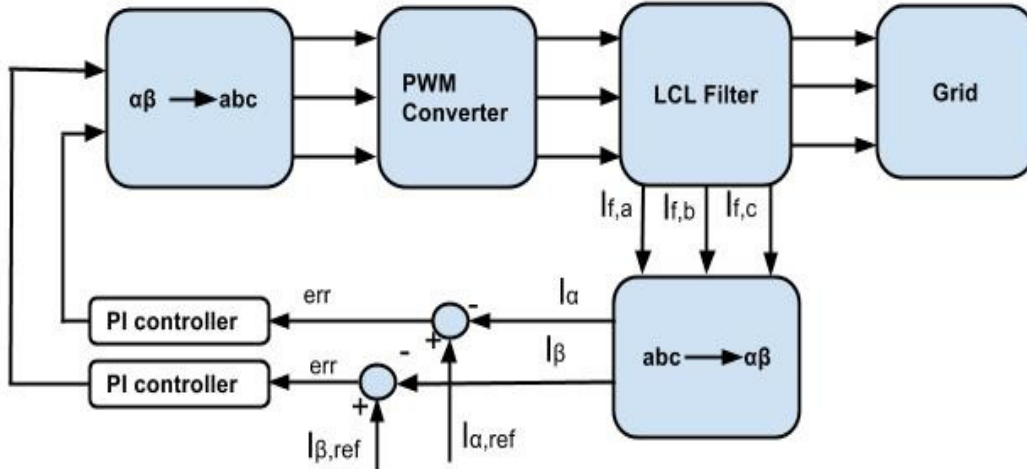 αβ → abc
PWM
Converter
LCL Filter
Grid
If,a
If,b
If,c
err
-
Iα
PI controller
+
abc → αβ
err
-
Iβ
PI controller
+
Iβ,ref
Iα,ref